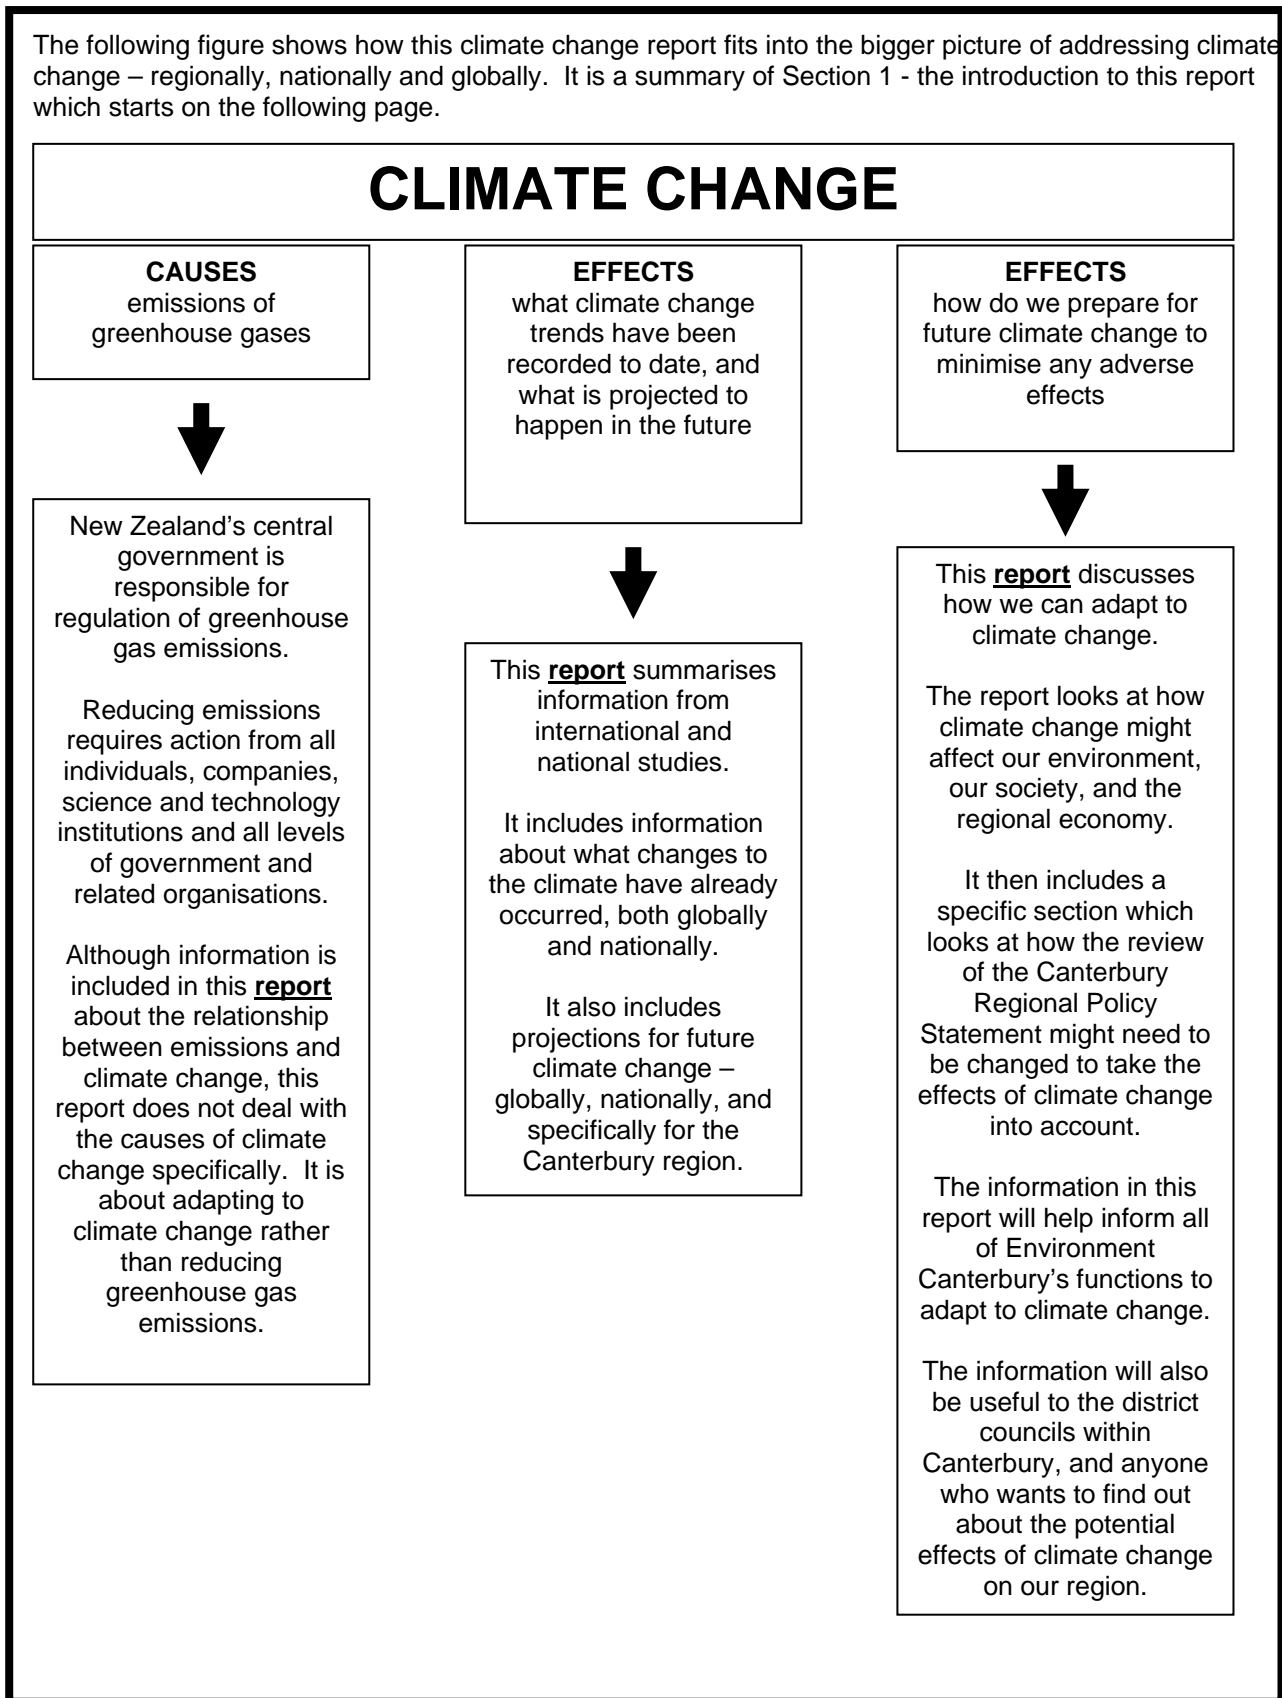 The following figure shows how this climate change report fits into the bigger picture of addressing climate
change – regionally, nationally and globally.  It is a summary of Section 1 - the introduction to this report
which starts on the following page.
CLIMATE CHANGE
CAUSES
emissions of
greenhouse gases
New Zealand's central
government is
responsible for
regulation of greenhouse
gas emissions.
Reducing emissions
requires action from all
individuals, companies,
science and technology
institutions and all levels
of government and
related organisations.
Although information is
included in this report
about the relationship
between emissions and
climate change, this
report does not deal with
the causes of climate
change specifically.  It is
about adapting to
climate change rather
than reducing
greenhouse gas
emissions.
EFFECTS
what climate change
trends have been
recorded to date, and
what is projected to
happen in the future
This report summarises
information from
international and
national studies.
It includes information
about what changes to
the climate have already
occurred, both globally
and nationally.
It also includes
projections for future
climate change –
globally, nationally, and
specifically for the
Canterbury region.
EFFECTS
how do we prepare for
future climate change to
minimise any adverse
effects
This report discusses
how we can adapt to
climate change.
The report looks at how
climate change might
affect our environment,
our society, and the
regional economy.
It then includes a
specific section which
looks at how the review
of the Canterbury
Regional Policy
Statement might need to
be changed to take the
effects of climate change
into account.
The information in this
report will help inform all
of Environment
Canterbury's functions to
adapt to climate change.
The information will also
be useful to the district
councils within
Canterbury, and anyone
who wants to find out
about the potential
effects of climate change
on our region.